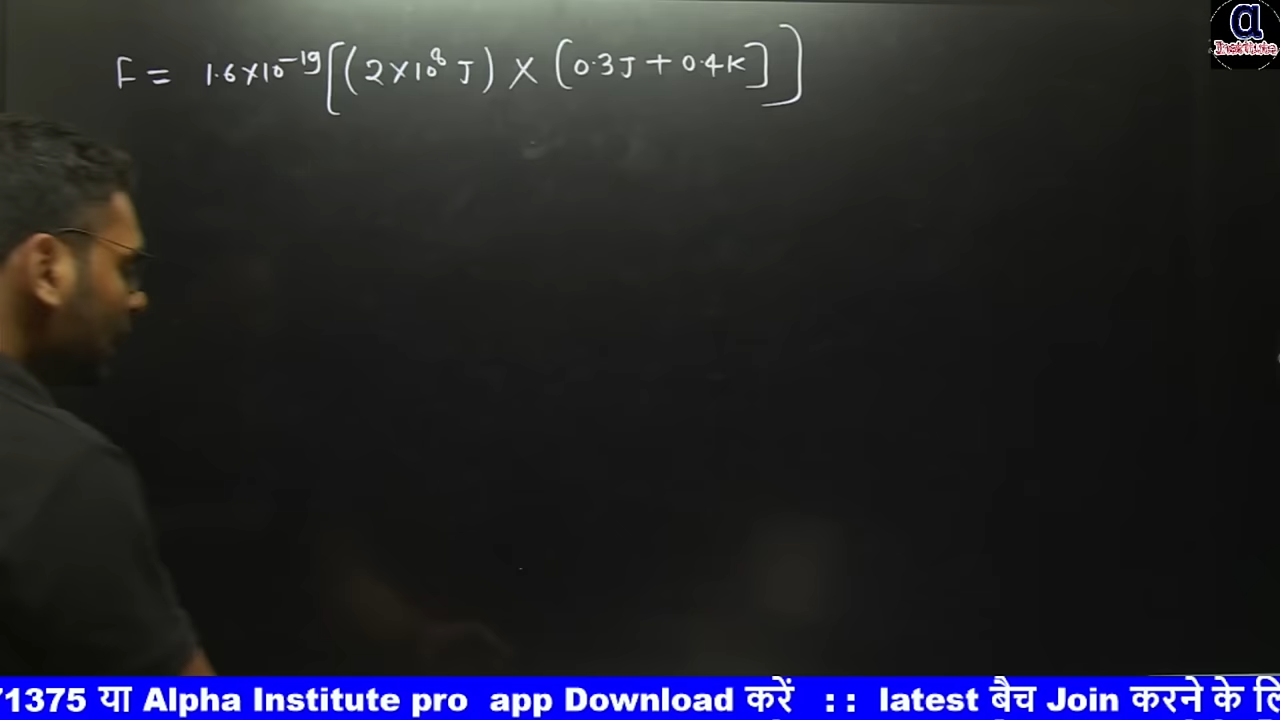 α
Institute
F = 1.6×10⁻¹⁹[(2×10⁸ J) × (0.3J + 0.4K]]
71375 या Alpha Institute pro app Download करें :: latest बैच Join करने के लि